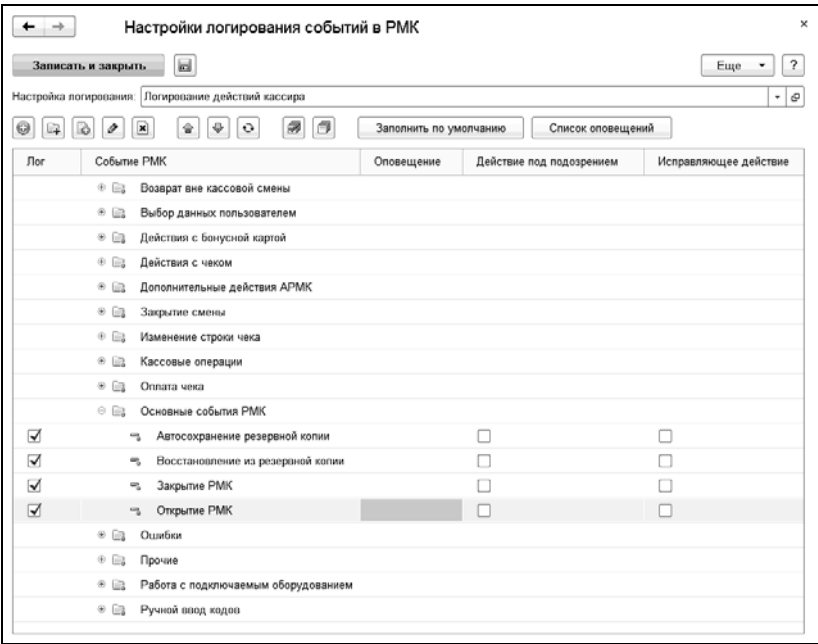 Настройки логирования событий в РМК
Записать и закрыть
Еще
?
Настройка логирования: Логирование действий кассира
Заполнить по умолчанию Список оповещений
Лог Событие РМК Оповещение Действие под подозрением Исправляющее действие
Возврат вне кассовой смены
Выбор данных пользователем
Действия с бонусной картой
Действия с чеком
Дополнительные действия АРМК
Закрытие смены
Изменение строки чека
Кассовые операции
Оплата чека
Основные события РМК
Автосохранение резервной копии
Восстановление из резервной копии
Закрытие РМК
Открытие РМК
Ошибки
Прочие
Работа с подключаемым оборудованием
Ручной ввод кодов